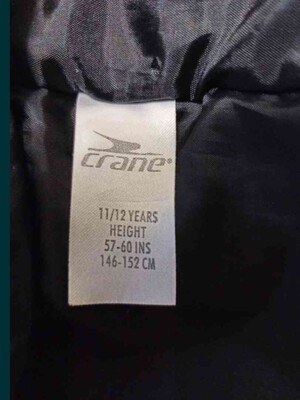 crane®
11/12 YEARS
HEIGHT
57-60 INS
146-152 CM